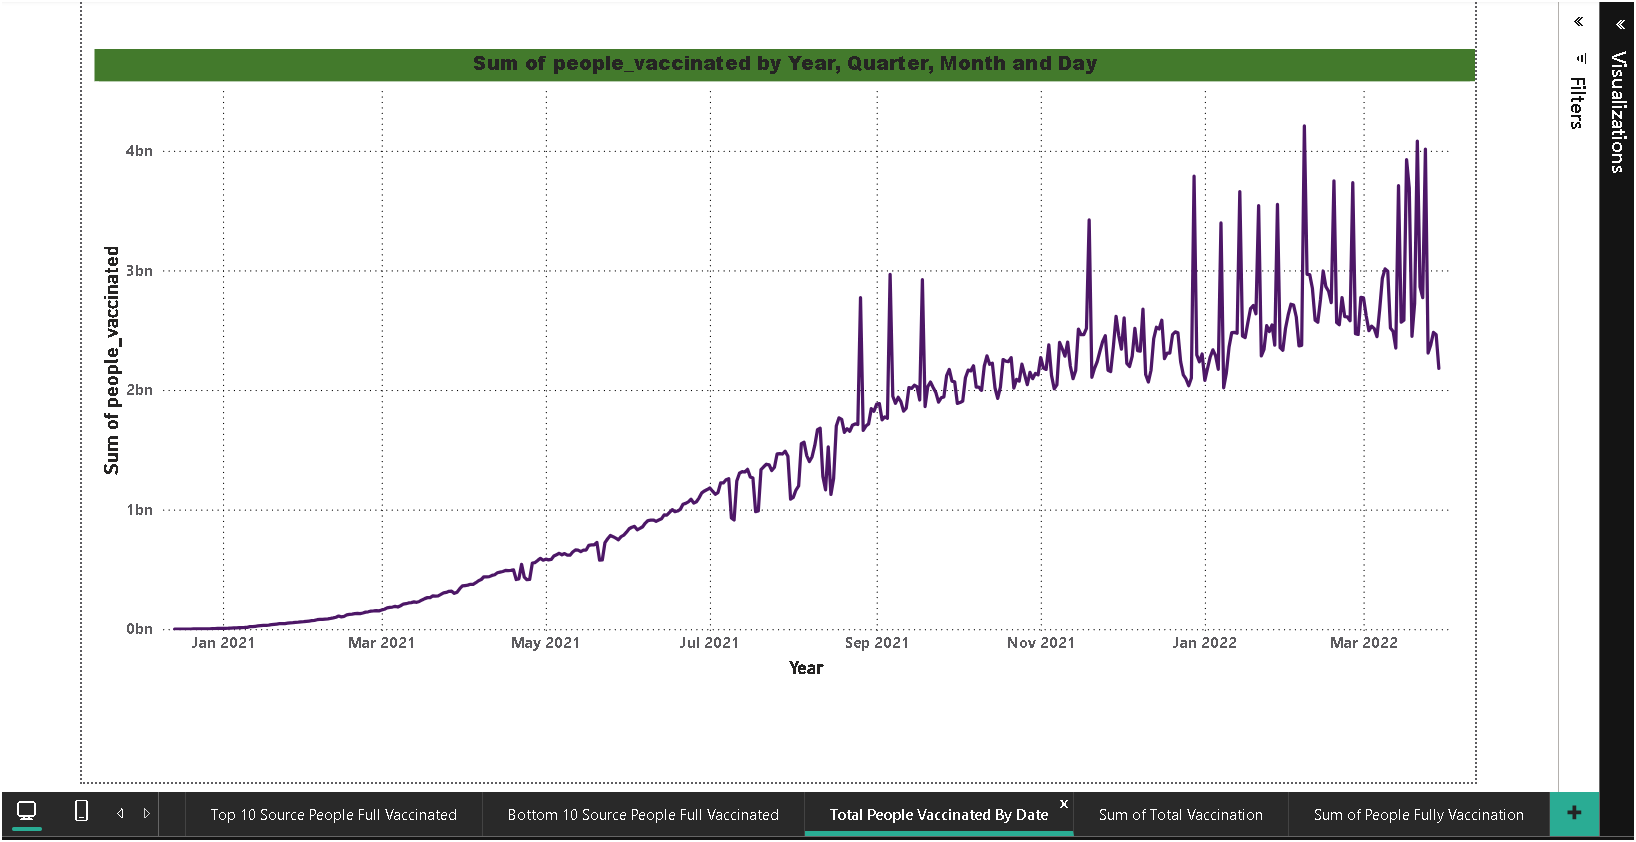 Sum of people_vaccinated by Year, Quarter, Month and Day
Sum of people_vaccinated
4bn
3bn
2bn
1bn
0bn
Jan 2021 Mar 2021 May 2021 Jul 2021 Sep 2021 Nov 2021 Jan 2022 Mar 2022
Year
Filters
Visualizations
Top 10 Source People Full Vaccinated
Bottom 10 Source People Full Vaccinated
Total People Vaccinated By Date
x
Sum of Total Vaccination
Sum of People Fully Vaccination
+